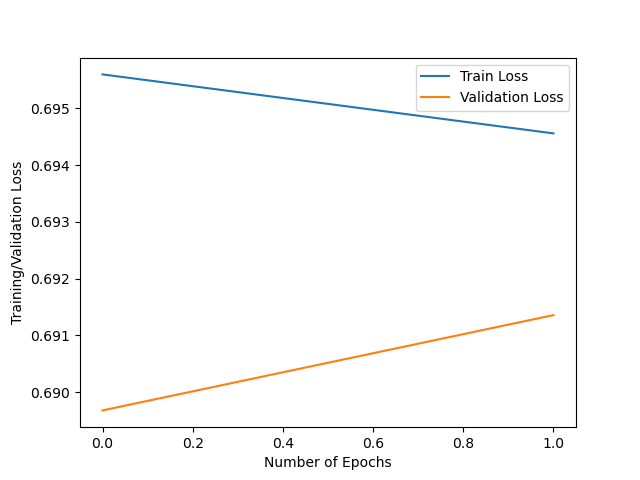 Train Loss
Validation Loss
0.695
0.694
0.693
0.692
0.691
0.690
Training/Validation Loss
0.0 0.2 0.4 0.6 0.8 1.0
Number of Epochs